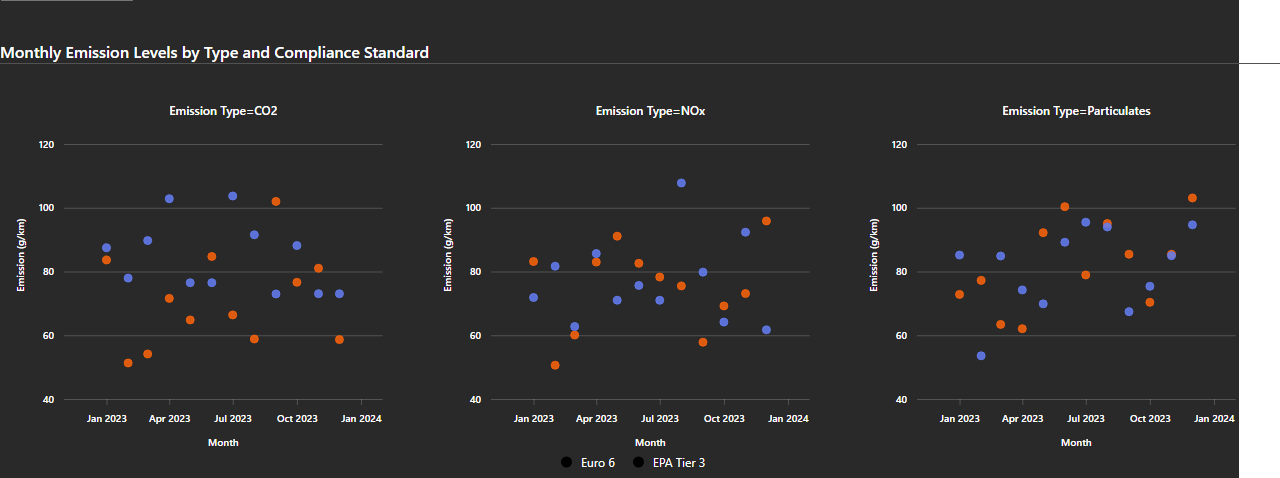 Monthly Emission Levels by Type and Compliance Standard
Emission Type=CO2
Emission Type=NOx
Emission Type=Particulates
120
100
80
60
40
Emission (g/km)
Jan 2023 Apr 2023 Jul 2023 Oct 2023 Jan 2024
Month
120
100
80
60
40
Emission (g/km)
Jan 2023 Apr 2023 Jul 2023 Oct 2023 Jan 2024
Month
120
100
80
60
40
Emission (g/km)
Jan 2023 Apr 2023 Jul 2023 Oct 2023 Jan 2024
Month
Euro 6 EPA Tier 3